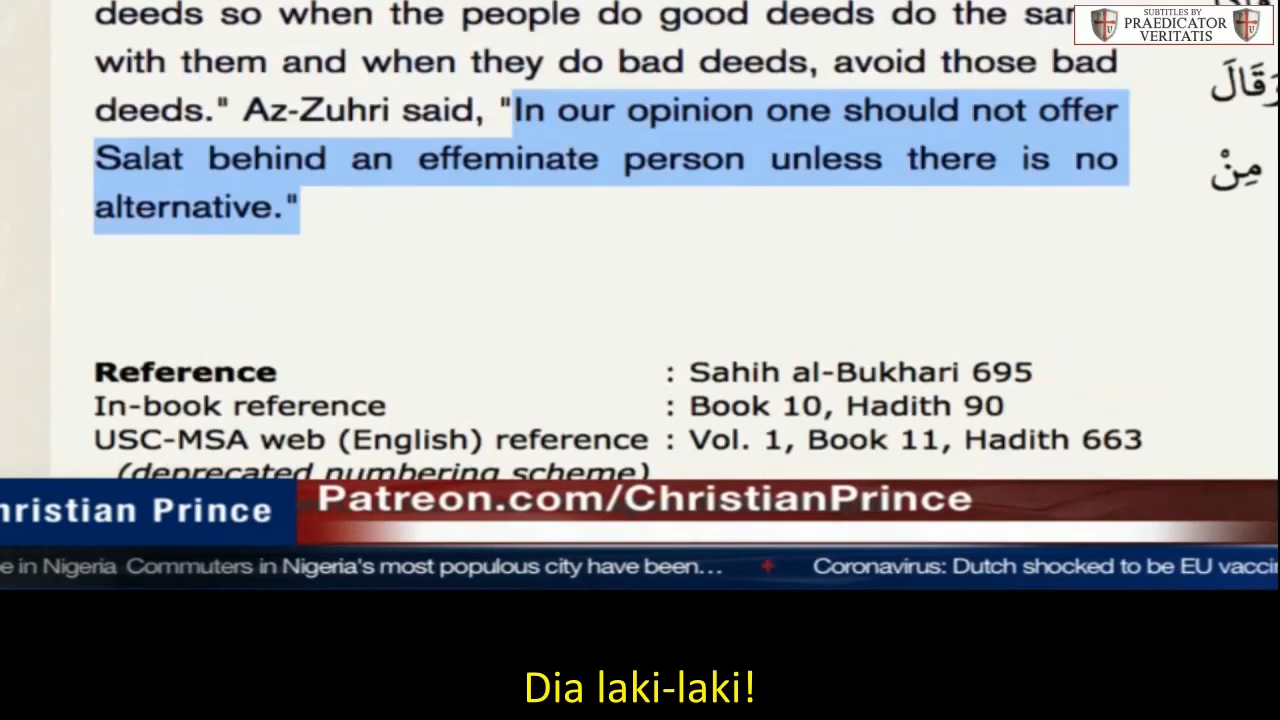 deeds so when the people do good deeds do the
SUBTITLES BY
PRAEDICATOR
VERITATIS
with them and when they do bad deeds, avoid those bad
وَقَالَ
deeds." Az-Zuhri said, "In our opinion one should not offer
Salat behind an effeminate person unless there is no
مِنْ
alternative."
Reference : Sahih al-Bukhari 695
In-book reference : Book 10, Hadith 90
USC-MSA web (English) reference : Vol. 1, Book 11, Hadith 663
(deprecated numbering scheme)
hristian Prince
Patreon.com/ChristianPrince
e in Nigeria Commuters in Nigeria's most populous city have been... Coronavirus: Dutch shocked to be EU vacci
Dia laki-laki!